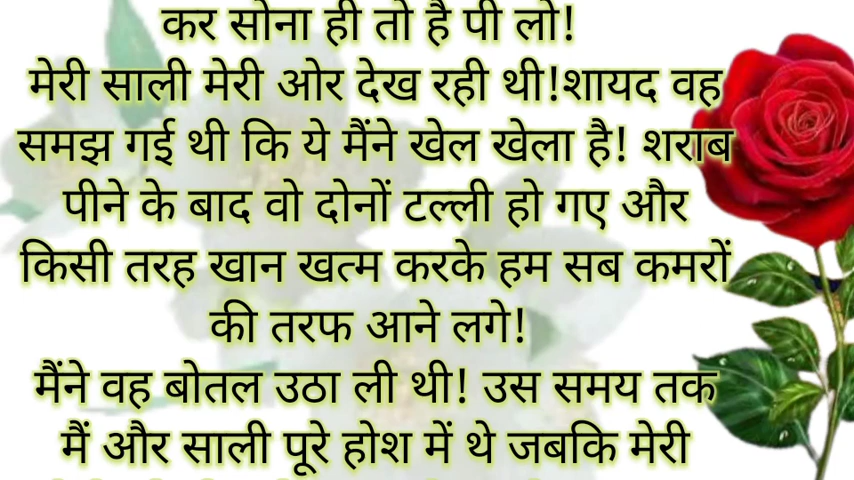 कर सोना ही तो है पी लो!
मेरी साली मेरी ओर देख रही थी!शायद वह
समझ गई थी कि ये मैंने खेल खेला है! शराब
पीने के बाद वो दोनों टल्ली हो गए और
किसी तरह खान खत्म करके हम सब कमरों
की तरफ आने लगे!
मैंने वह बोतल उठा ली थी! उस समय तक
मैं और साली पूरे होश में थे जबकि मेरी